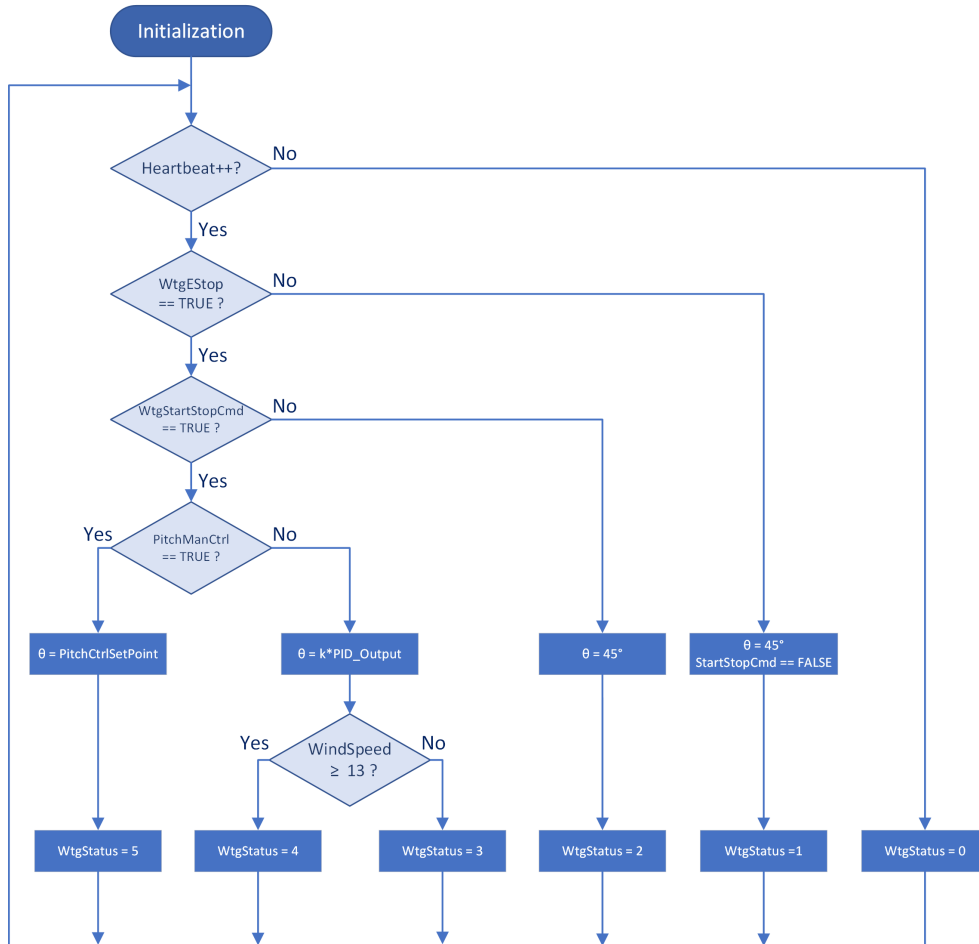 Initialization
Heartbeat++?
No
Yes
WtgEStop
== TRUE ?
No
Yes
WtgStartStopCmd
== TRUE ?
No
Yes
Yes
PitchManCtrl
== TRUE ?
No
θ = PitchCtrlSetPoint
θ = k*PID_Output
θ = 45°
θ = 45°
StartStopCmd == FALSE
Yes
WindSpeed
≥ 13 ?
No
WtgStatus = 5
WtgStatus = 4
WtgStatus = 3
WtgStatus = 2
WtgStatus =1
WtgStatus = 0